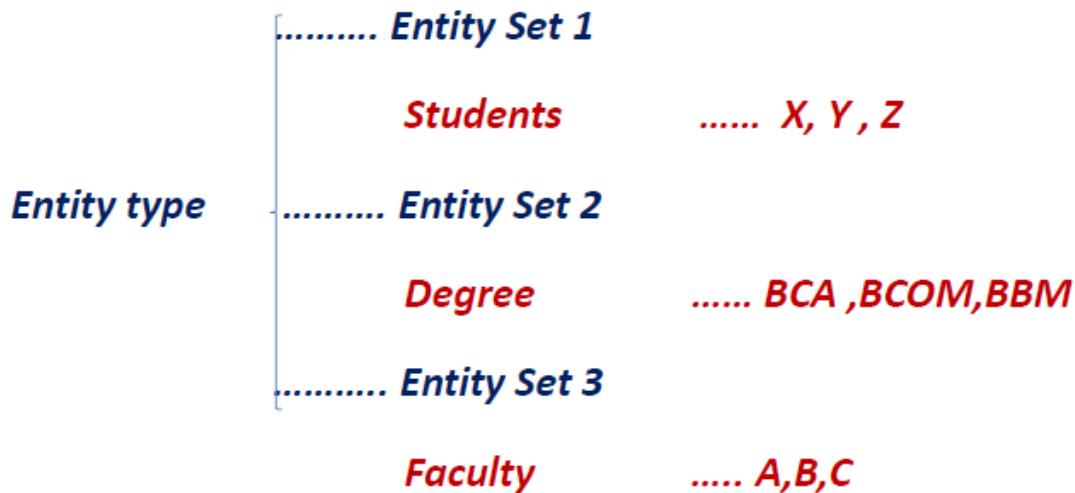 .......... Entity Set 1
Students ...... X, Y , Z
Entity type .......... Entity Set 2
Degree ...... BCA ,BCOM,BBM
........... Entity Set 3
Faculty ..... A,B,C